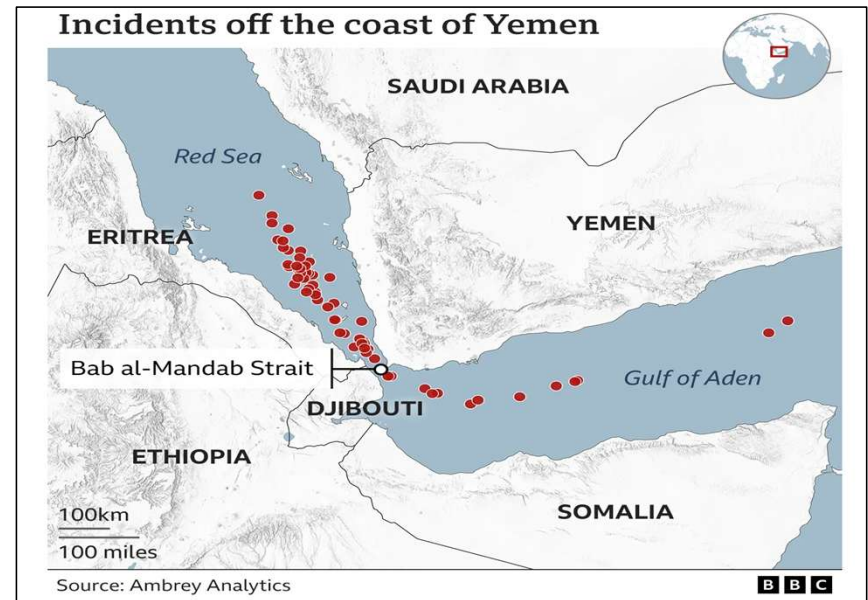 Incidents off the coast of Yemen
SAUDI ARABIA
Red Sea
YEMEN
ERITREA
Bab al-Mandab Strait
Gulf of Aden
DJIBOUTI
ETHIOPIA
SOMALIA
100km
100 miles
Source: Ambrey Analytics
BBC